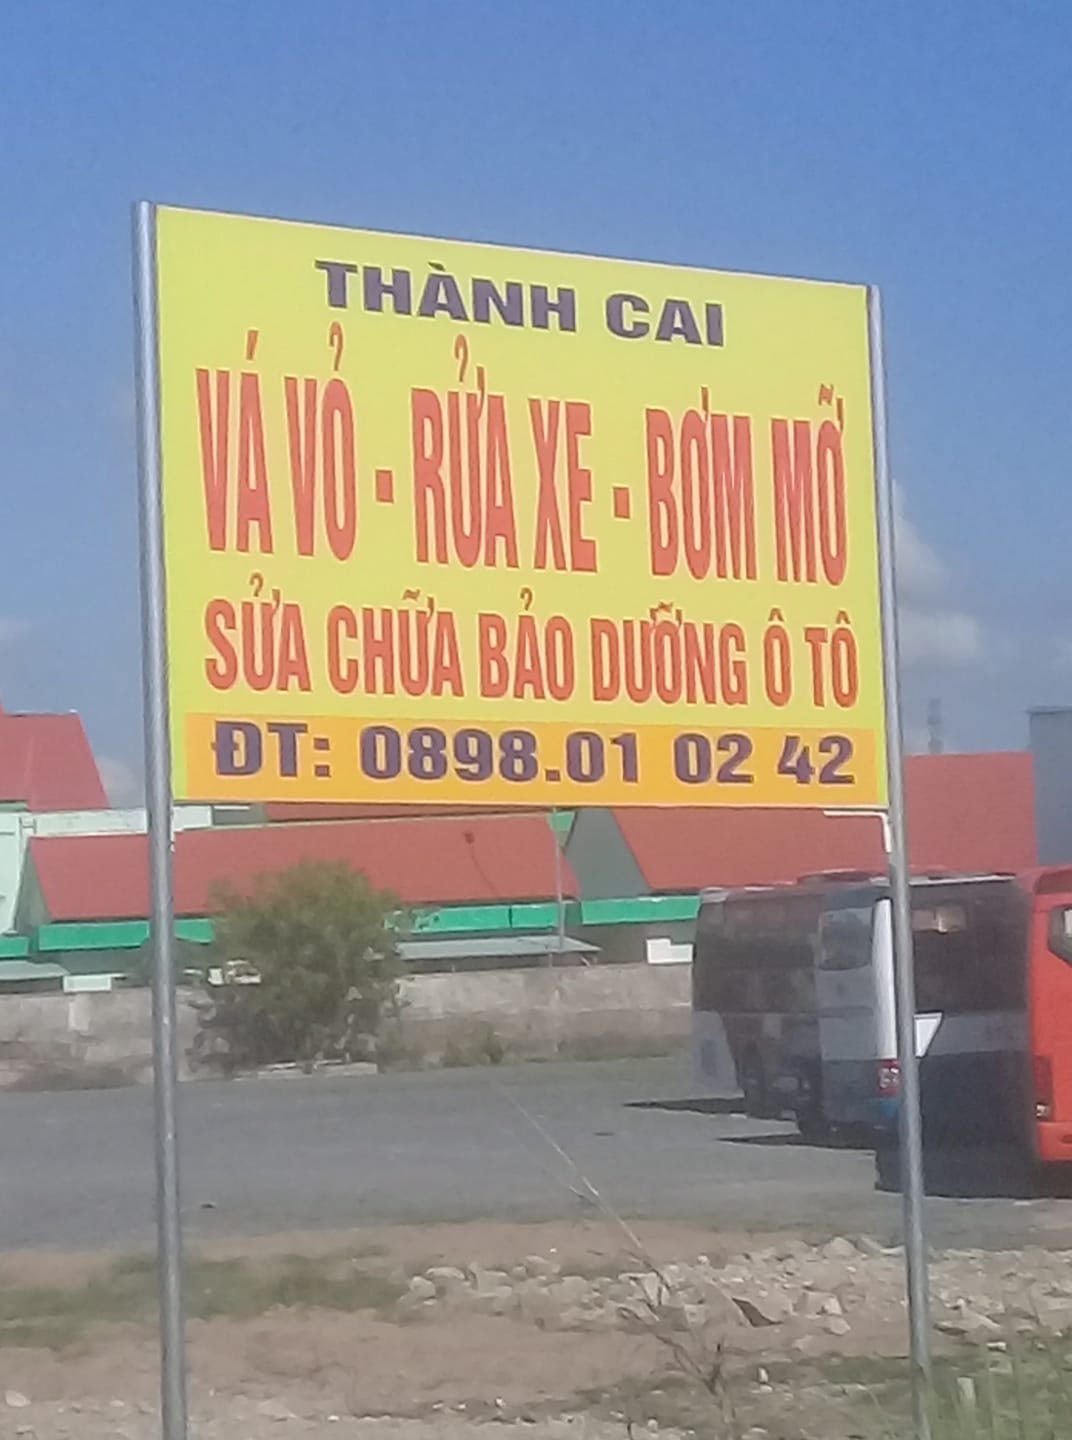 THÀNH CAI
VÁ VỎ - RỬA XE - BƠM MỠ
SỬA CHỮA BẢO DƯỠNG Ô TÔ
ĐT: 0898.01 02 42